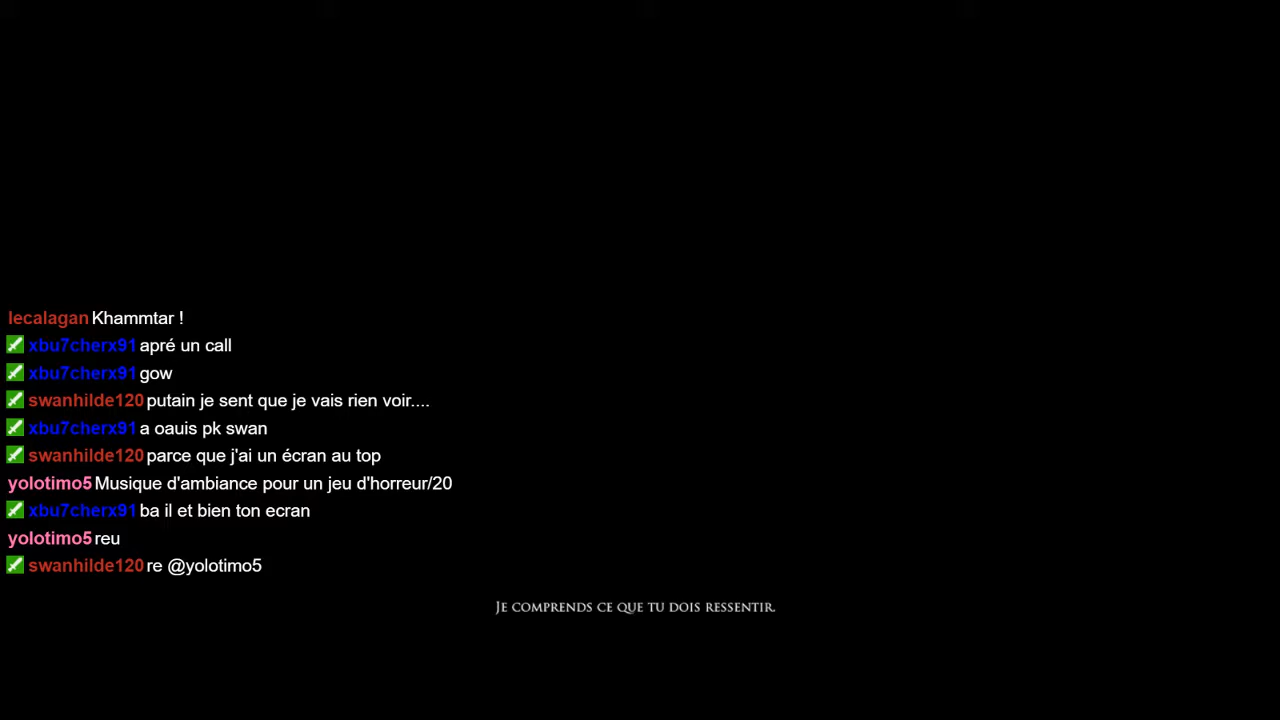 lecalagan Khammtar !
xbu7cherx91 apré un call
xbu7cherx91 gow
swanhilde120 putain je sent que je vais rien voir....
xbu7cherx91 a oauis pk swan
swanhilde120 parce que j'ai un écran au top
yolotimo5 Musique d'ambiance pour un jeu d'horreur/20
xbu7cherx91 ba il et bien ton ecran
yolotimo5 reu
swanhilde120 re @yolotimo5
Je comprends ce que tu dois ressentir.